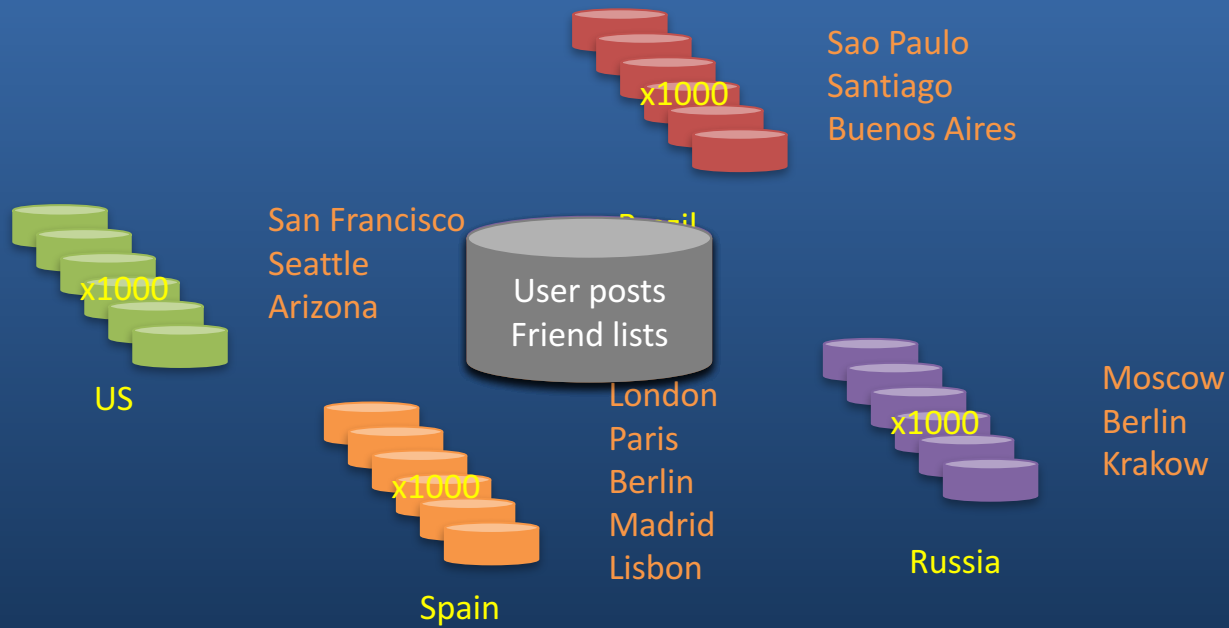 x1000
Sao Paulo
Santiago
Buenos Aires
Brazil
x1000
San Francisco
Seattle
Arizona
US
User posts
Friend lists
x1000
London
Paris
Berlin
Madrid
Lisbon
Spain
x1000
Moscow
Berlin
Krakow
Russia